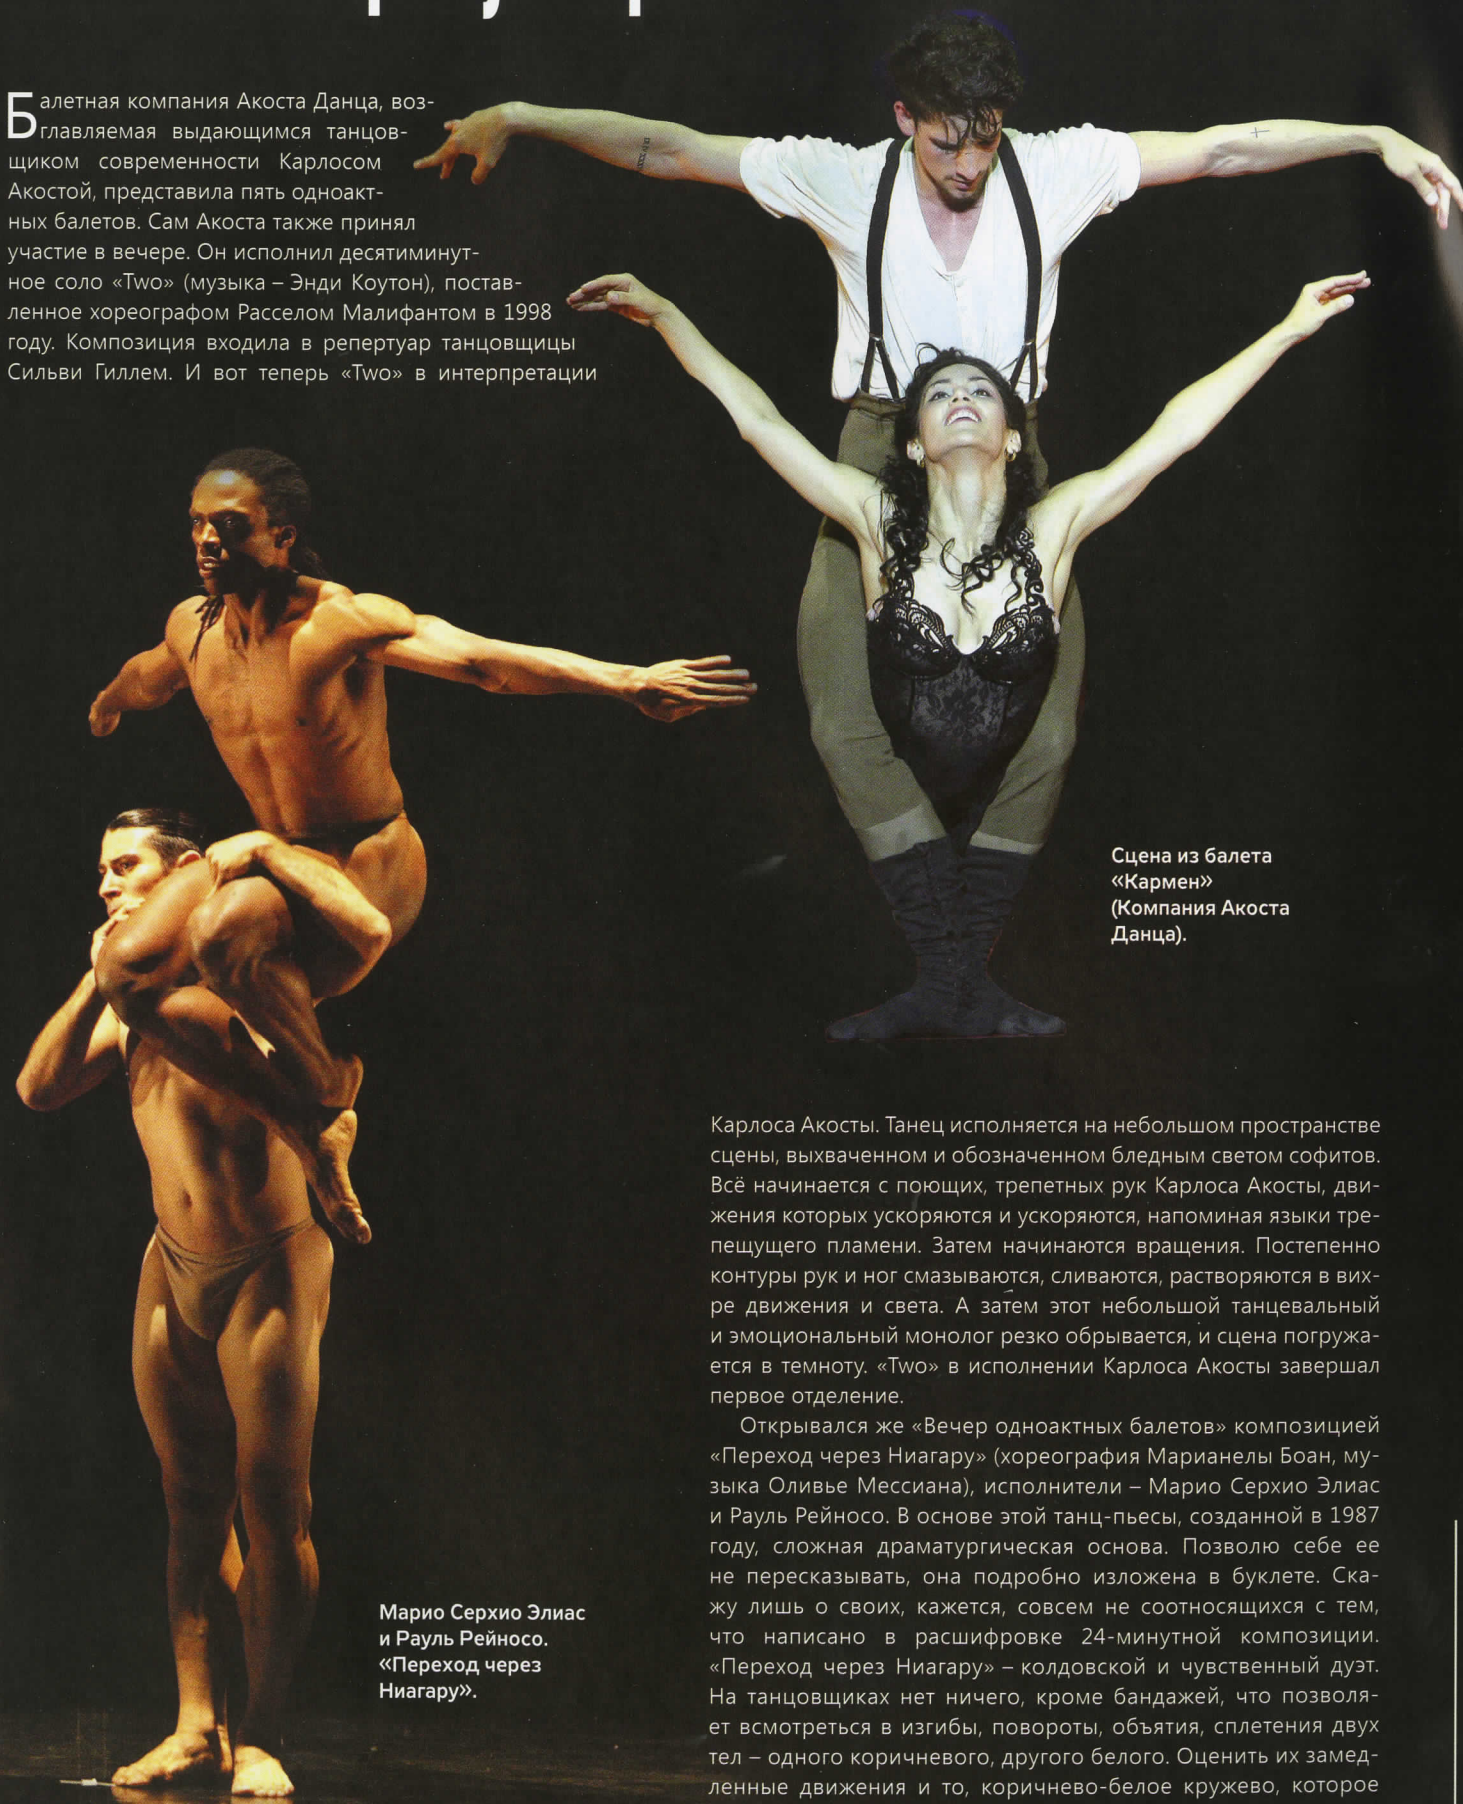 Балетная компания Акоста Данца, воз-
главляемая выдающимся танцов-
щиком современности Карлосом
Акостой, представила пять одноакт-
ных балетов. Сам Акоста также принял
участие в вечере. Он исполнил десятиминут-
ное соло «Two» (музыка – Энди Коутон), постав-
ленное хореографом Расселом Малифантом в 1998
году. Композиция входила в репертуар танцовщицы
Сильви Гиллем. И вот теперь «Two» в интерпретации
Сцена из балета
«Кармен»
(Компания Акоста
Данца).
Марио Серхио Элиас
и Рауль Рейносо.
«Переход через
Ниагару».
Карлоса Акосты. Танец исполняется на небольшом пространстве
сцены, выхваченном и обозначенном бледным светом софитов.
Всё начинается с поющих, трепетных рук Карлоса Акосты, дви-
жения которых ускоряются и ускоряются, напоминая языки тре-
пещущего пламени. Затем начинаются вращения. Постепенно
контуры рук и ног смазываются, сливаются, растворяются в вих-
ре движения и света. А затем этот небольшой танцевальный
и эмоциональный монолог резко обрывается, и сцена погружа-
ется в темноту. «Two» в исполнении Карлоса Акосты завершал
первое отделение.
Открывался же «Вечер одноактных балетов» композицией
«Переход через Ниагару» (хореография Марианелы Боан, му-
зыка Оливье Мессиана), исполнители – Марио Серхио Элиас
и Рауль Рейносо. В основе этой танц-пьесы, созданной в 1987
году, сложная драматургическая основа. Позволю себе ее
не пересказывать, она подробно изложена в буклете. Ска-
жу лишь о своих, кажется, совсем не соотносящихся с тем,
что написано в расшифровке 24-минутной композиции.
«Переход через Ниагару» – колдовской и чувственный дуэт.
На танцовщиках нет ничего, кроме бандажей, что позволя-
ет всмотреться в изгибы, повороты, объятия, сплетения двух
тел – одного коричневого, другого белого. Оценить их замед-
ленные движения и то, коричнево-белое кружево, которое